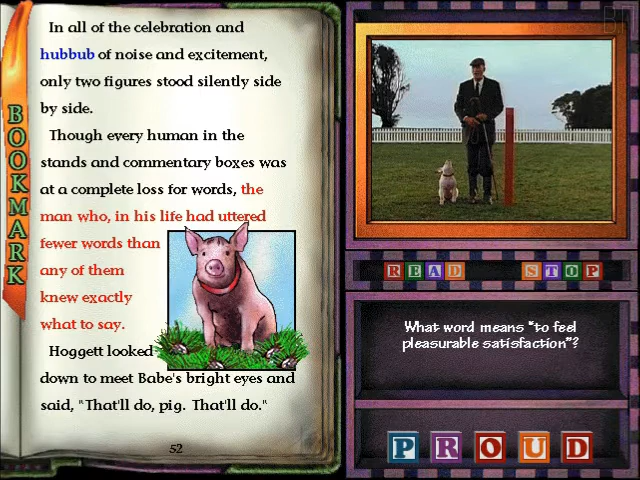 In all of the celebration and
hubbub of noise and excitement,
only two figures stood silently side
by side.
Though every human in the
stands and commentary boxes was
at a complete loss for words, the
man who, in his life had uttered
fewer words than
any of them
knew exactly
what to say.
Hoggett looked
down to meet Babe's bright eyes and
said, "That'll do, pig. That'll do."
52
BOOKMARK
READ STOP
What word means "to feel
pleasurable satisfaction"?
PROUD